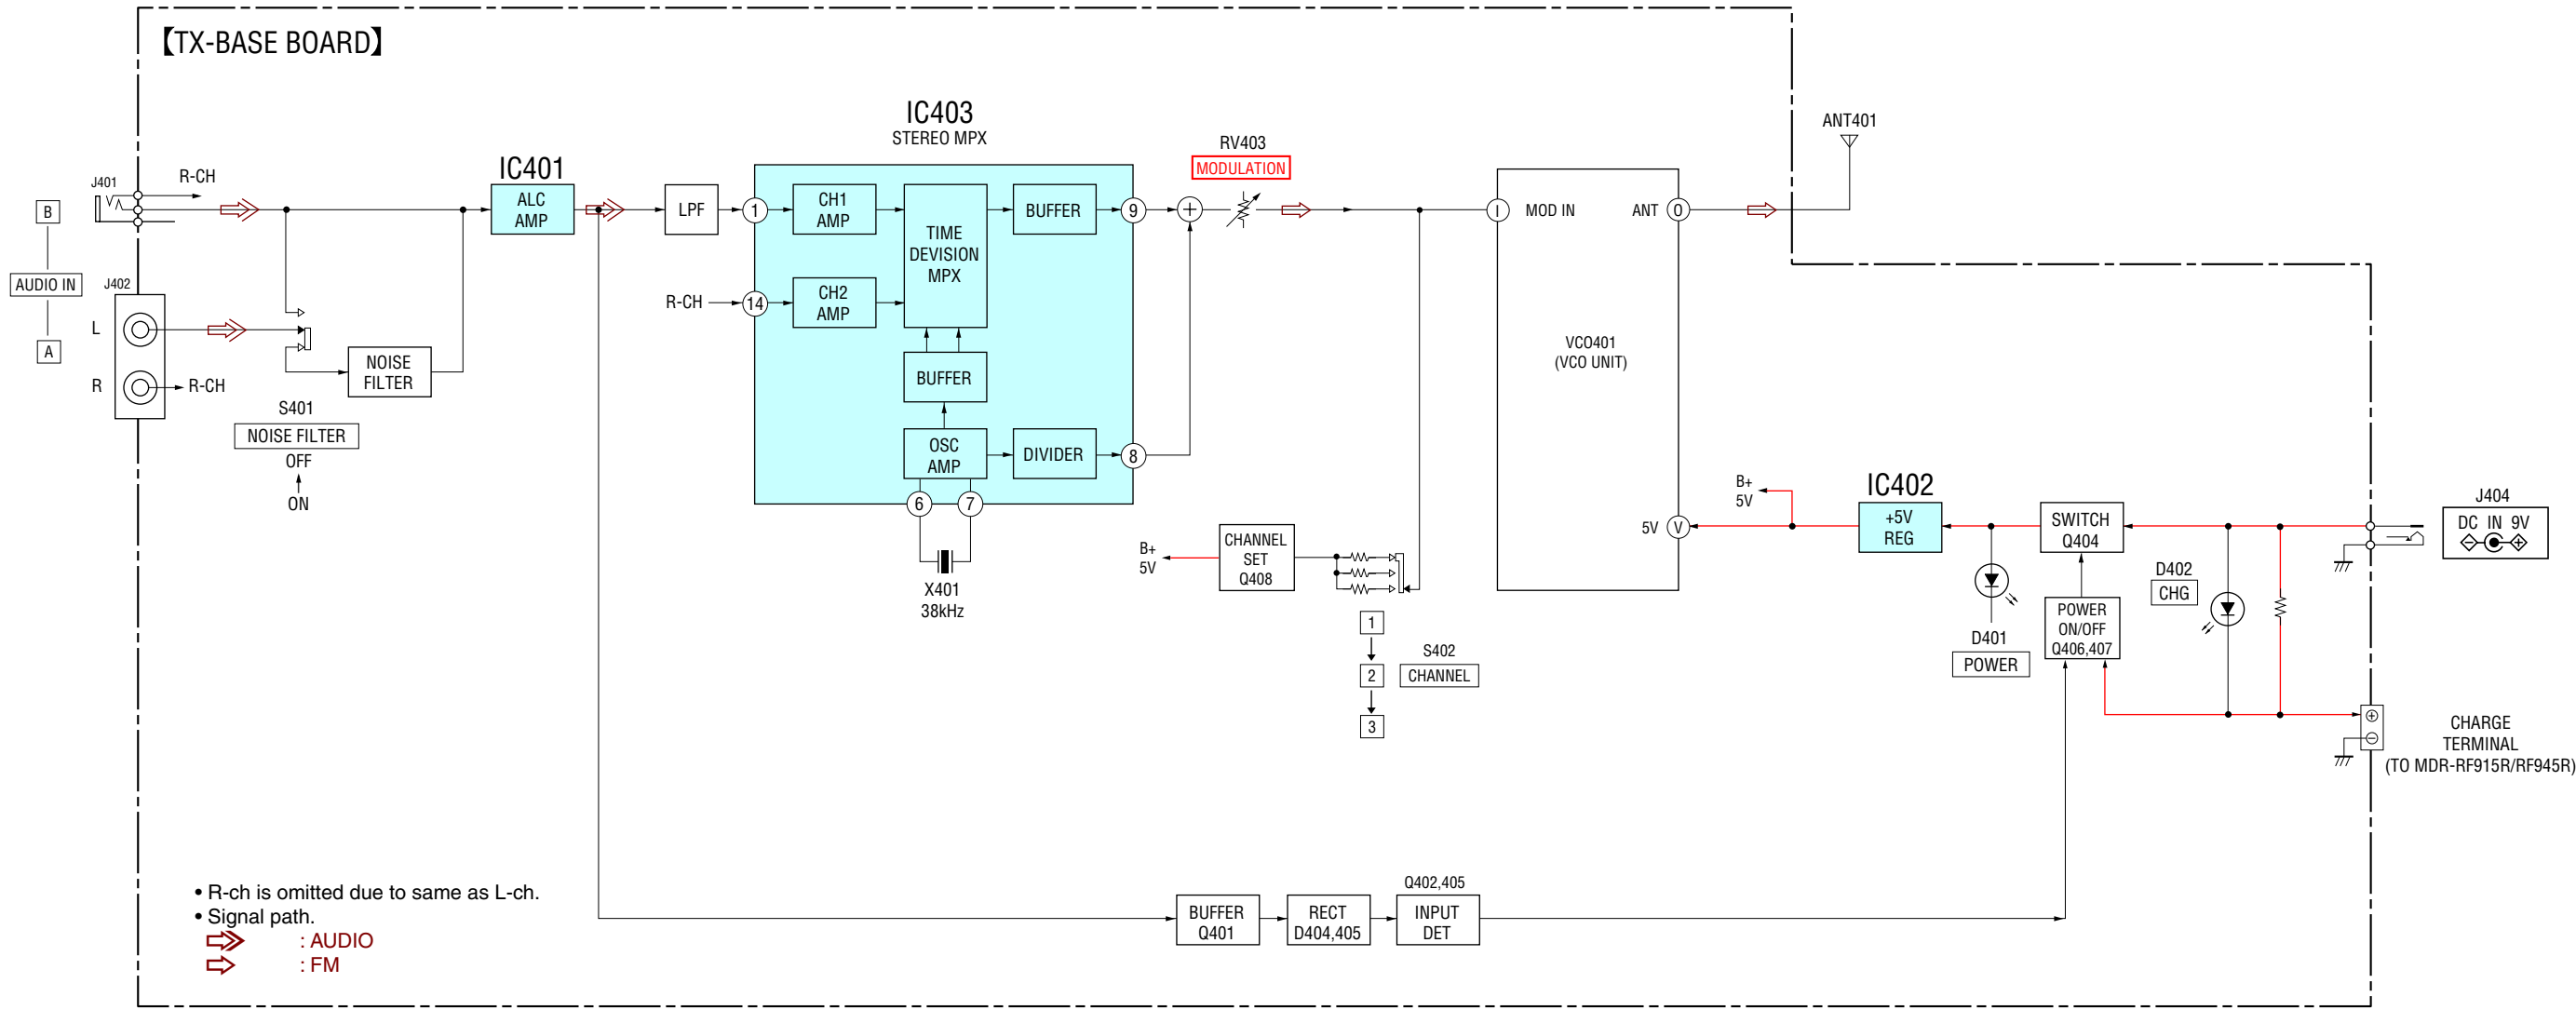 【TX-BASE BOARD】
IC403
STEREO MPX
ANT401
RV403
MODULATION
IC401
ALC
AMP
J401
R-CH
B
AUDIO IN
A
J402
L
R
R-CH
S401
NOISE FILTER
OFF
ON
NOISE
FILTER
LPF
1
CH1
AMP
TIME
DEVISION
MPX
BUFFER
9
R-CH
14
CH2
AMP
BUFFER
OSC
AMP
DIVIDER
8
6
7
X401
38kHz
+
I
MOD IN
ANT
O
VCO401
(VCO UNIT)
5V
V
B+
5V
CHANNEL
SET
Q408
1
2
3
S402
CHANNEL
B+
5V
IC402
+5V
REG
SWITCH
Q404
J404
DC IN 9V
D401
POWER
POWER
ON/OFF
Q406,407
D402
CHG
CHARGE
TERMINAL
(TO MDR-RF915R/RF945R)
BUFFER
Q401
RECT
D404,405
Q402,405
INPUT
DET
• R-ch is omitted due to same as L-ch.
• Signal path.
: AUDIO
: FM